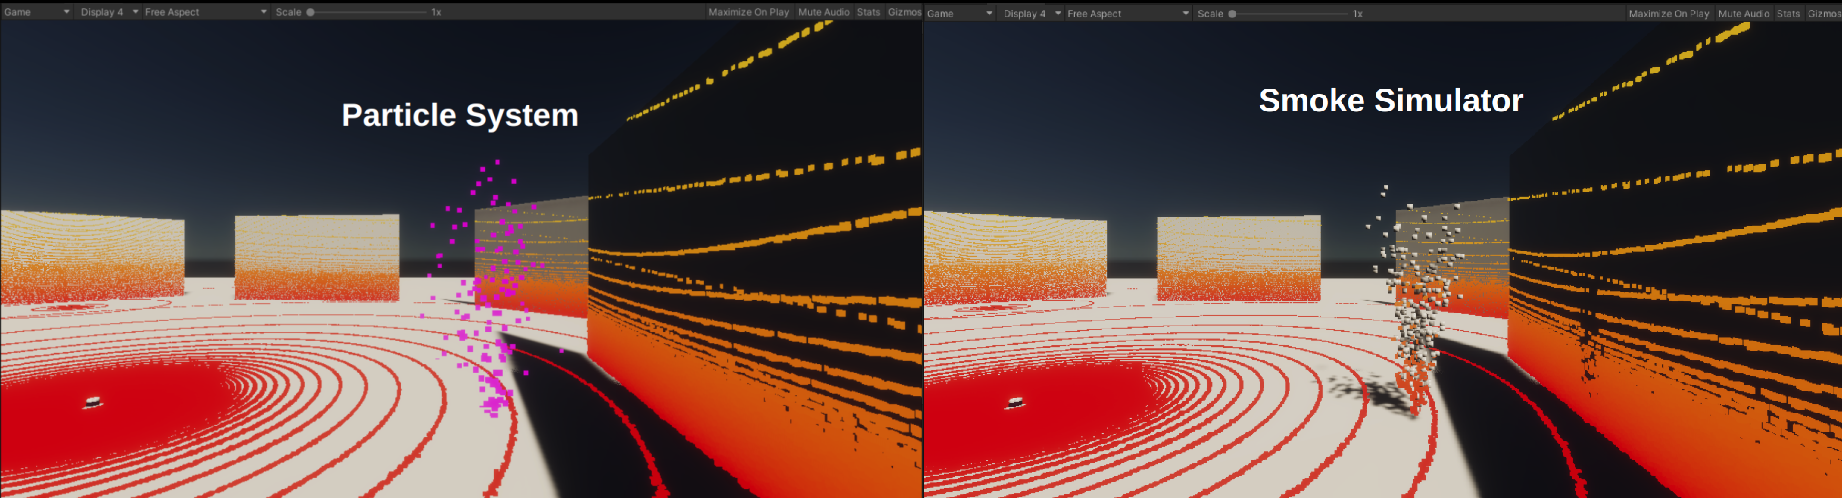 Game Display 4 Free Aspect Scale 1x Maximize On Play Mute Audio Stats Gizmos
Particle System
Game Display 4 Free Aspect Scale 1x Maximize On Play Mute Audio Stats Gizmos
Smoke Simulator